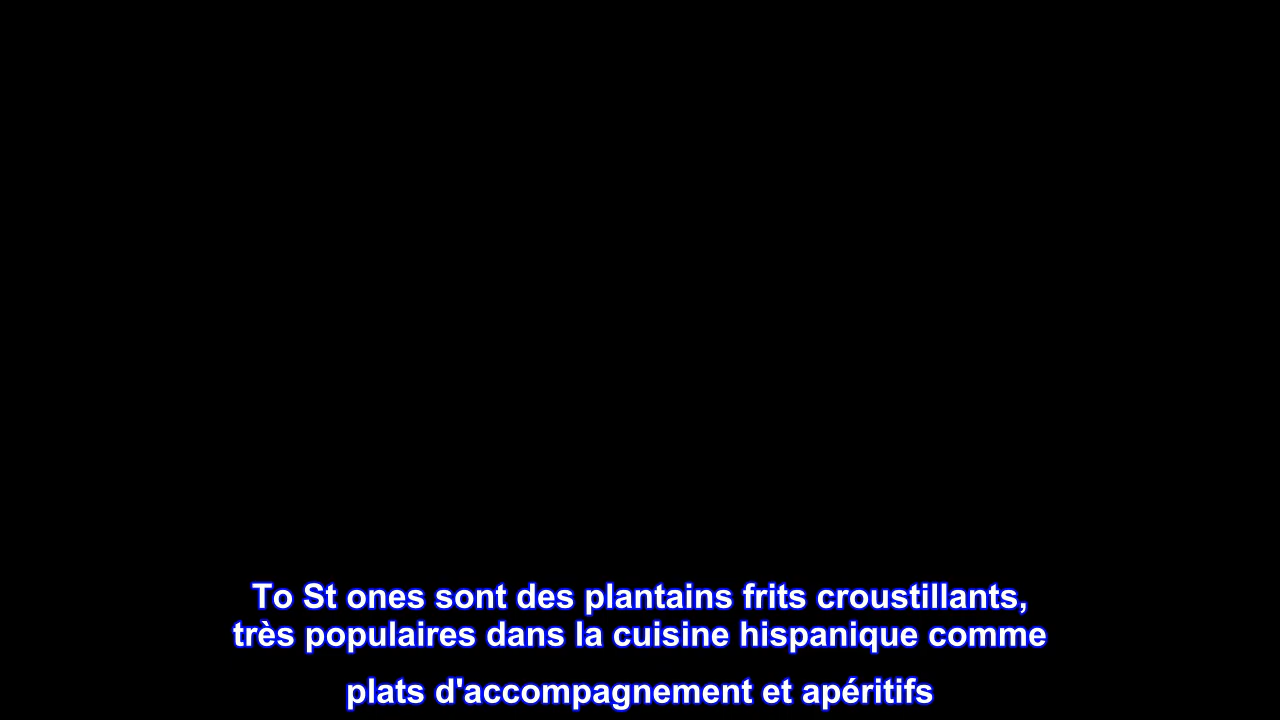 To St ones sont des plantains frits croustillants,
très populaires dans la cuisine hispanique comme
plats d'accompagnement et apéritifs